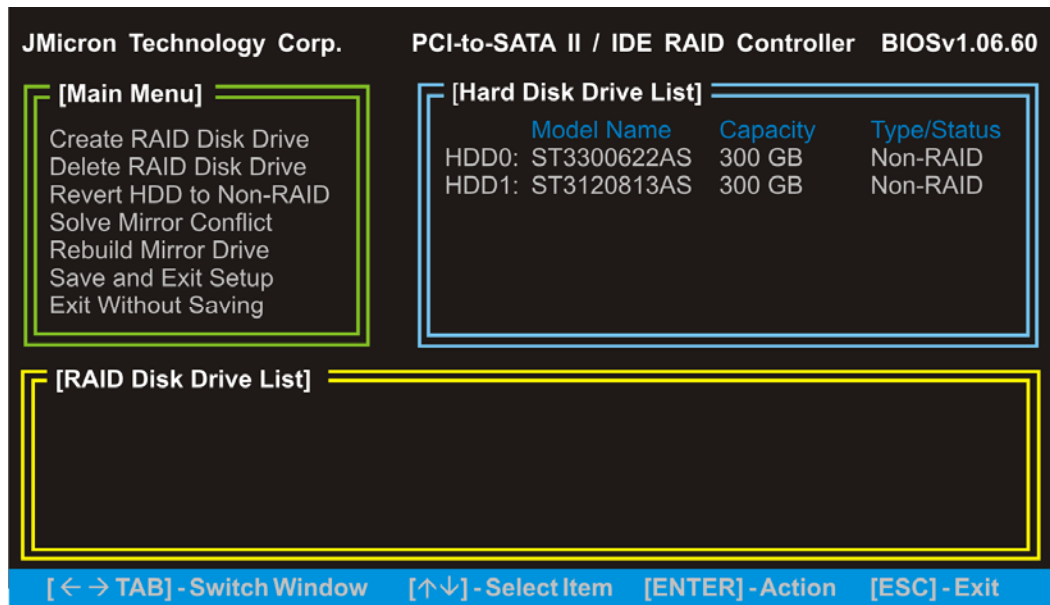 JMicron Technology Corp. PCI-to-SATA II / IDE RAID Controller BIOSv1.06.60
[Main Menu]
Create RAID Disk Drive
Delete RAID Disk Drive
Revert HDD to Non-RAID
Solve Mirror Conflict
Rebuild Mirror Drive
Save and Exit Setup
Exit Without Saving
[Hard Disk Drive List]
Model Name Capacity Type/Status
HDD0: ST3300622AS 300 GB Non-RAID
HDD1: ST3120813AS 300 GB Non-RAID
[RAID Disk Drive List]
[ ← → TAB] - Switch Window [↑↓] - Select Item [ENTER] - Action [ESC] - Exit